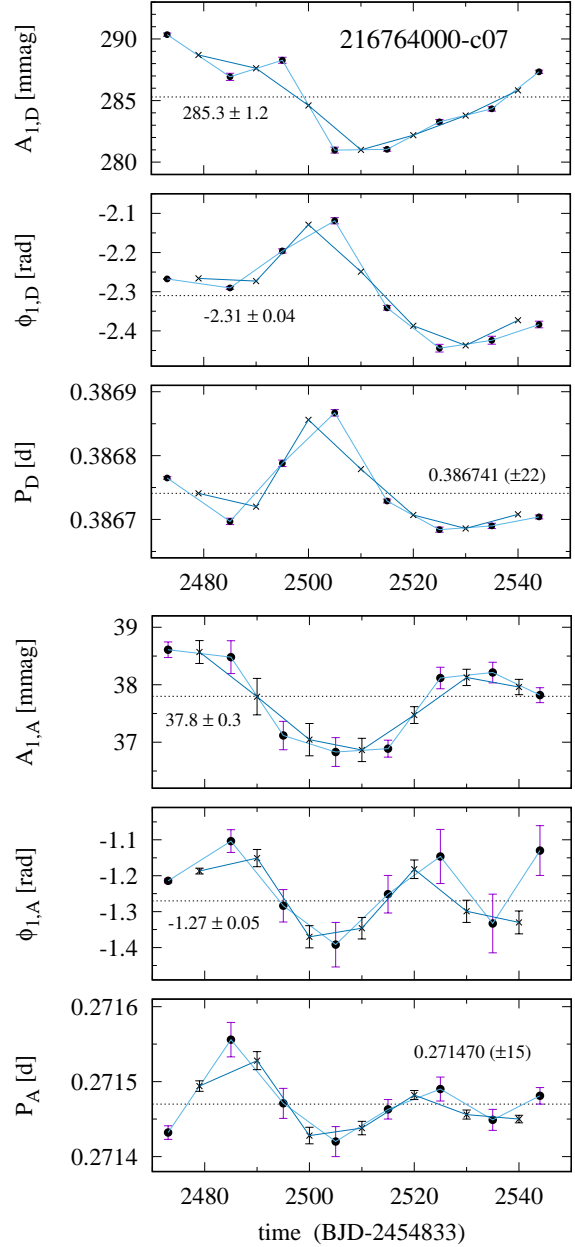 216764000-c07
A1,D [mmag]
290
285
280
285.3 ± 1.2
ϕ1,D [rad]
-2.1
-2.2
-2.3
-2.4
-2.31 ± 0.04
PD [d]
0.3869
0.3868
0.3867
0.386741 (±22)
2480 2500 2520 2540
A1,A [mmag]
39
38
37
37.8 ± 0.3
ϕ1,A [rad]
-1.1
-1.2
-1.3
-1.4
-1.27 ± 0.05
PA [d]
0.2716
0.2715
0.2714
0.271470 (±15)
2480 2500 2520 2540
time (BJD-2454833)